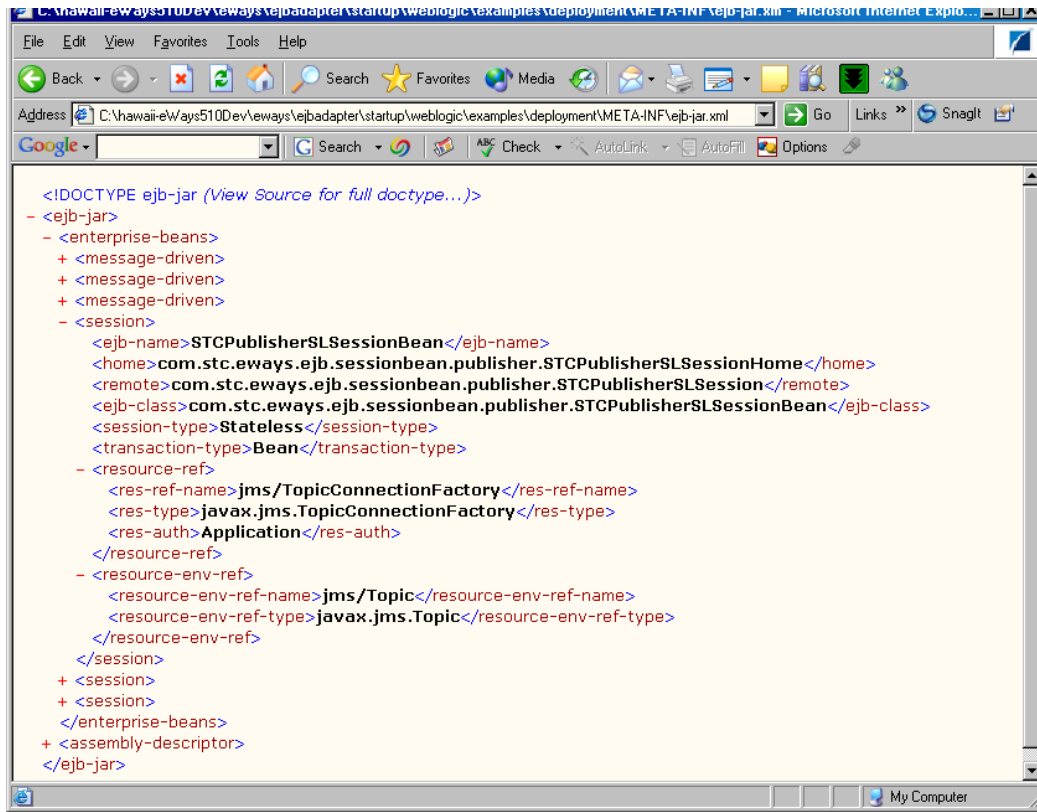 C:\hawaii-eWays510Dev\eways\ejbadapter\startup\weblogic\examples\deployment\META-INF\ejb-jar.xm - Microsoft Internet Explo...
File Edit View Favorites Tools Help
Back Search Favorites Media
Address C:\hawaii-eWays510Dev\eways\ejbadapter\startup\weblogic\examples\deployment\META-INF\ejb-jar.xml Go Links » SnagIt
Google Search ABC Check AutoLink AutoFill Options
<!DOCTYPE ejb-jar (View Source for full doctype...)>
- <ejb-jar>
- <enterprise-beans>
+ <message-driven>
+ <message-driven>
+ <message-driven>
- <session>
<ejb-name>STCPublisherSLSessionBean</ejb-name>
<home>com.stc.eways.ejb.sessionbean.publisher.STCPublisherSLSessionHome</home>
<remote>com.stc.eways.ejb.sessionbean.publisher.STCPublisherSLSession</remote>
<ejb-class>com.stc.eways.ejb.sessionbean.publisher.STCPublisherSLSessionBean</ejb-class>
<session-type>Stateless</session-type>
<transaction-type>Bean</transaction-type>
- <resource-ref>
<res-ref-name>jms/TopicConnectionFactory</res-ref-name>
<res-type>javax.jms.TopicConnectionFactory</res-type>
<res-auth>Application</res-auth>
</resource-ref>
- <resource-env-ref>
<resource-env-ref-name>jms/Topic</resource-env-ref-name>
<resource-env-ref-type>javax.jms.Topic</resource-env-ref-type>
</resource-env-ref>
</session>
+ <session>
+ <session>
</enterprise-beans>
+ <assembly-descriptor>
</ejb-jar>
My Computer